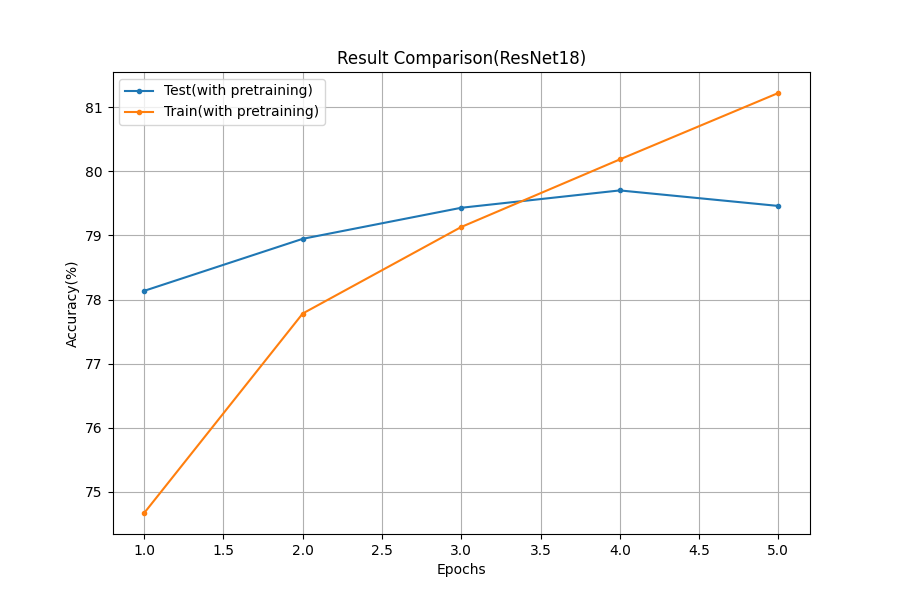 Result Comparison(ResNet18)
Test(with pretraining)
Train(with pretraining)
81
80
79
78
77
76
75
Accuracy(%)
1.0 1.5 2.0 2.5 3.0 3.5 4.0 4.5 5.0
Epochs